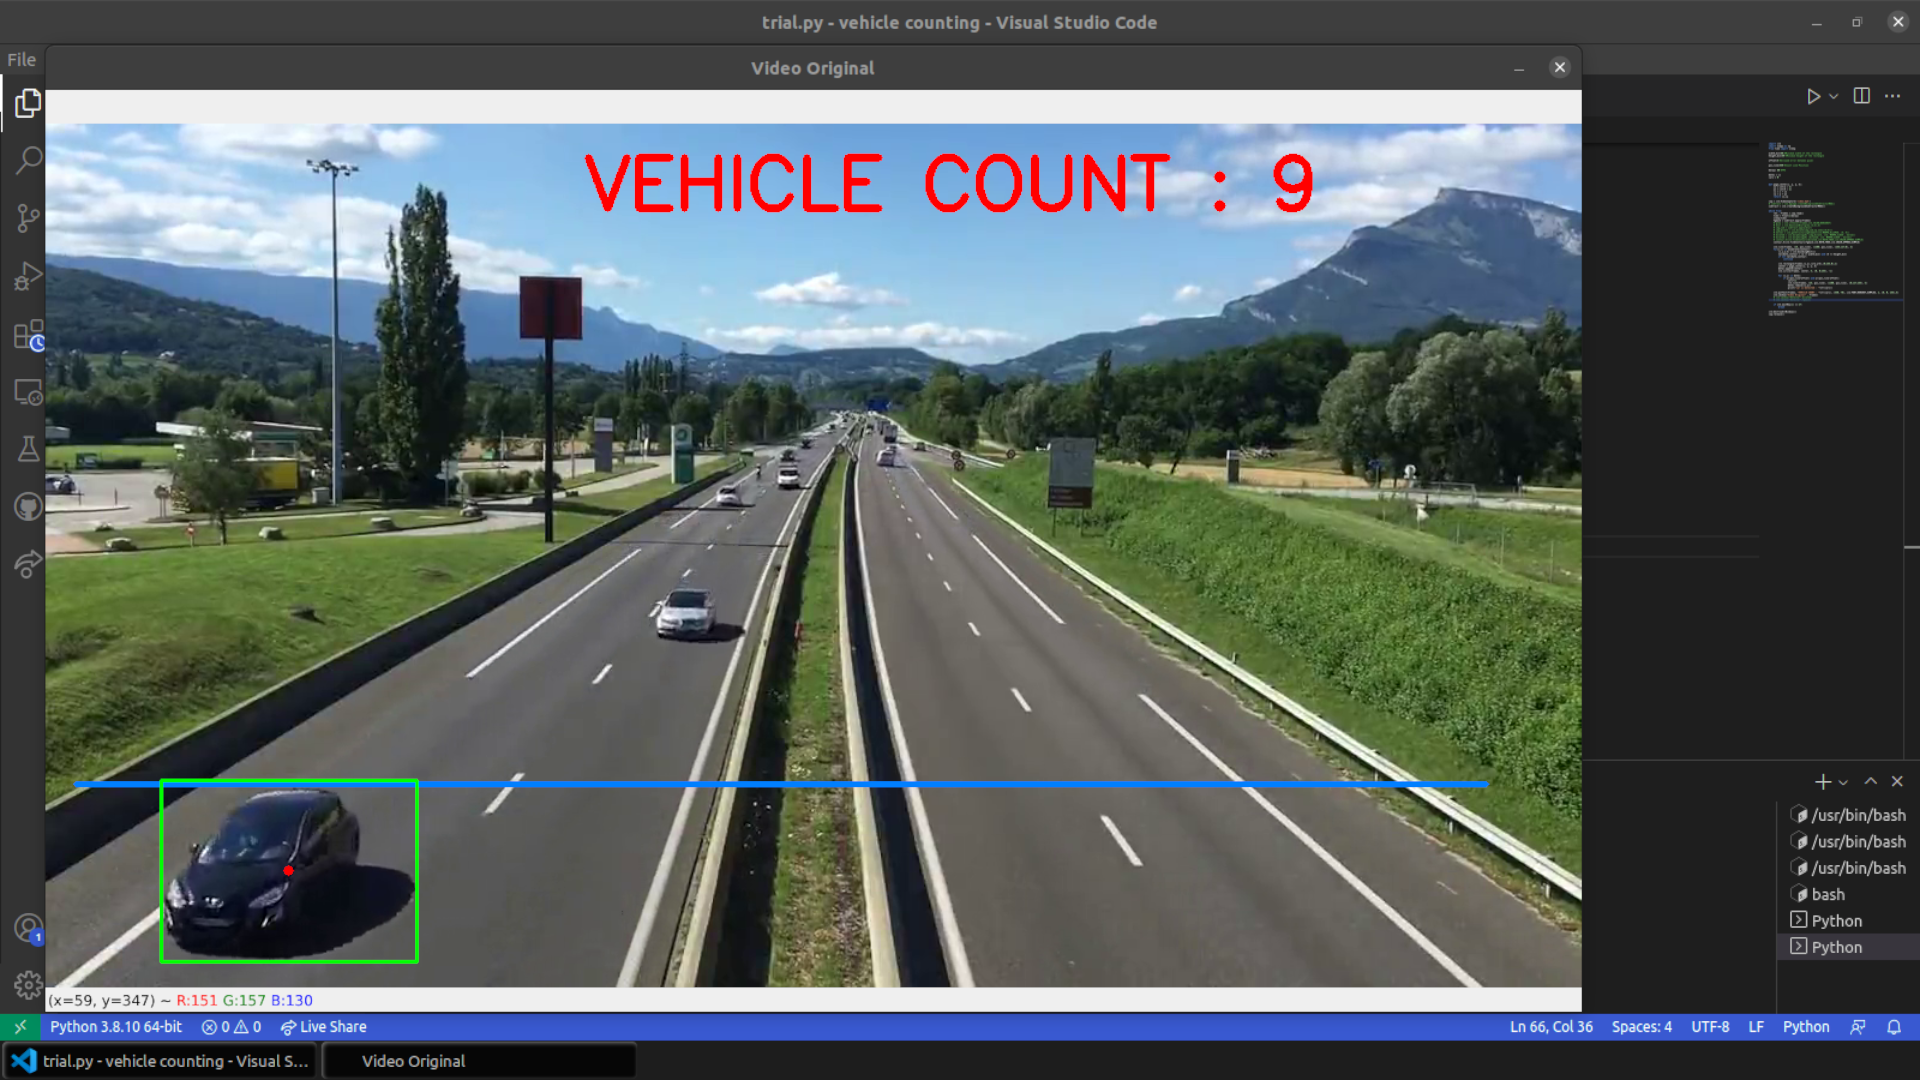 trial.py - vehicle counting - Visual Studio Code
File
Video Original
VEHICLE COUNT : 9
/usr/bin/bash
/usr/bin/bash
/usr/bin/bash
bash
Python
Python
1
(x=59, y=347) ~ R:151 G:157 B:130
Python 3.8.10 64-bit 0 0 Live Share
Ln 66, Col 36 Spaces: 4 UTF-8 LF Python
trial.py - vehicle counting - Visual S...
Video Original